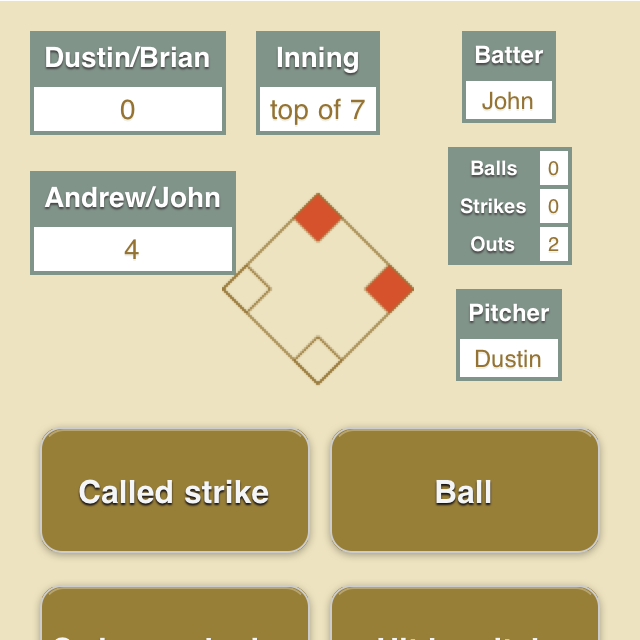 Dustin/Brian
0
Inning
top of 7
Batter
John
Andrew/John
4
Balls 0
Strikes 0
Outs 2
Pitcher
Dustin
Called strike
Ball